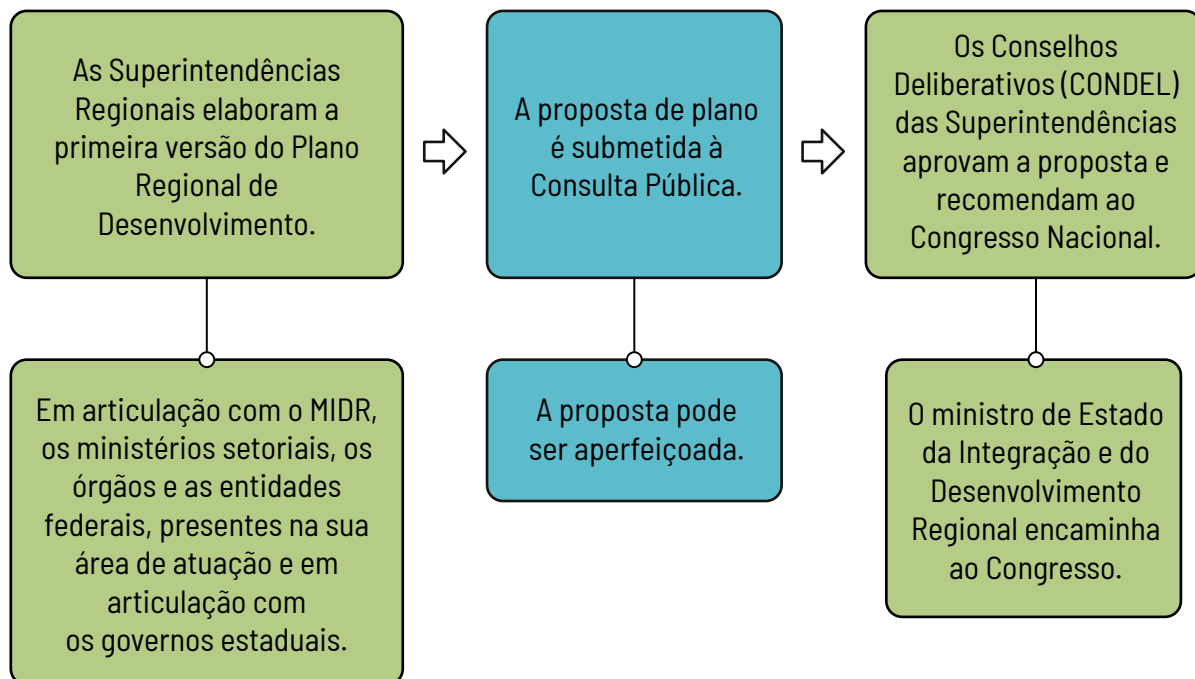 As Superintendências
Regionais elaboram a
primeira versão do Plano
Regional de
Desenvolvimento.
A proposta de plano
é submetida à
Consulta Pública.
Os Conselhos
Deliberativos (CONDEL)
das Superintendências
aprovam a proposta e
recomendam ao
Congresso Nacional.
Em articulação com o MIDR,
os ministérios setoriais, os
órgãos e as entidades
federais, presentes na sua
área de atuação e em
articulação com
os governos estaduais.
A proposta pode
ser aperfeiçoada.
O ministro de Estado
da Integração e do
Desenvolvimento
Regional encaminha
ao Congresso.